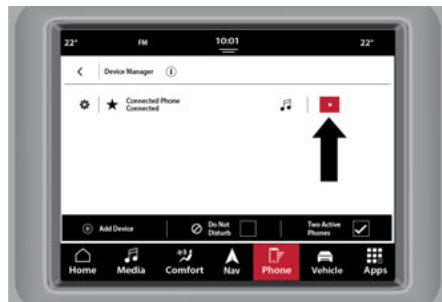 22° FM 10:01 22°
Device Manager
Connected Phone
Connected
Add Device
Do Not
Disturb
Two Active
Phones
Home Media Comfort Nav Phone Vehicle Apps